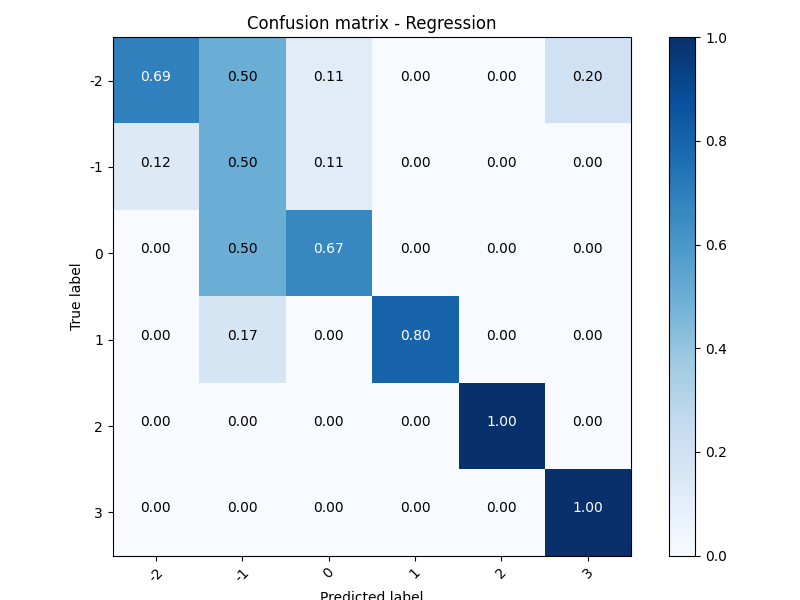 Confusion matrix - Regression
1.0
-2 0.69 0.50 0.11 0.00 0.00 0.20
0.8
-1 0.12 0.50 0.11 0.00 0.00 0.00
0.6
0 0.00 0.50 0.67 0.00 0.00 0.00
True label
0.4
1 0.00 0.17 0.00 0.80 0.00 0.00
2 0.00 0.00 0.00 0.00 1.00 0.00
0.2
3 0.00 0.00 0.00 0.00 0.00 1.00
0.0
-2 -1 0 1 2 3
Predicted label